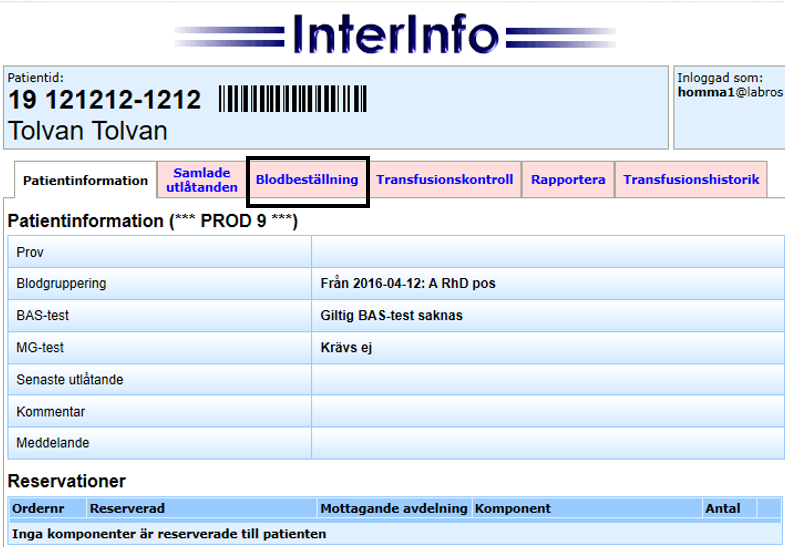 InterInfo
Patientid:
19 121212-1212
Tolvan Tolvan
Inloggad som:
homma1@labros
Patientinformation
Samlade
utlåtanden
Blodbeställning
Transfusionskontroll
Rapportera
Transfusionshistorik
Patientinformation (*** PROD 9 ***)
Prov
Blodgruppering Från 2016-04-12: A RhD pos
BAS-test Giltig BAS-test saknas
MG-test Krävs ej
Senaste utlåtande
Kommentar
Meddelande
Reservationer
Ordernr Reserverad Mottagande avdelning Komponent Antal
Inga komponenter är reserverade till patienten